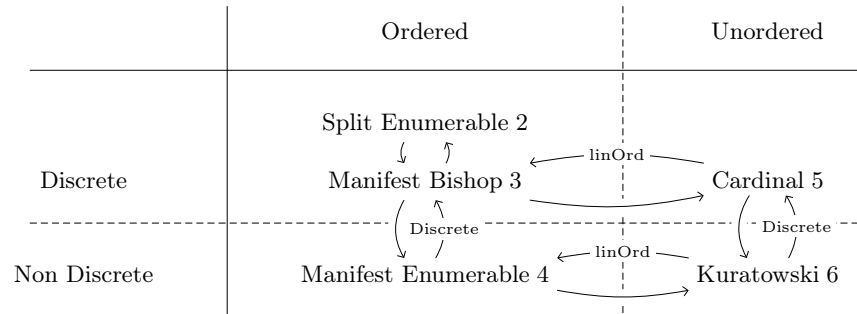 Ordered Unordered
Split Enumerable 2
linOrd
Discrete Manifest Bishop 3 Cardinal 5
Discrete Discrete
linOrd
Non Discrete Manifest Enumerable 4 Kuratowski 6